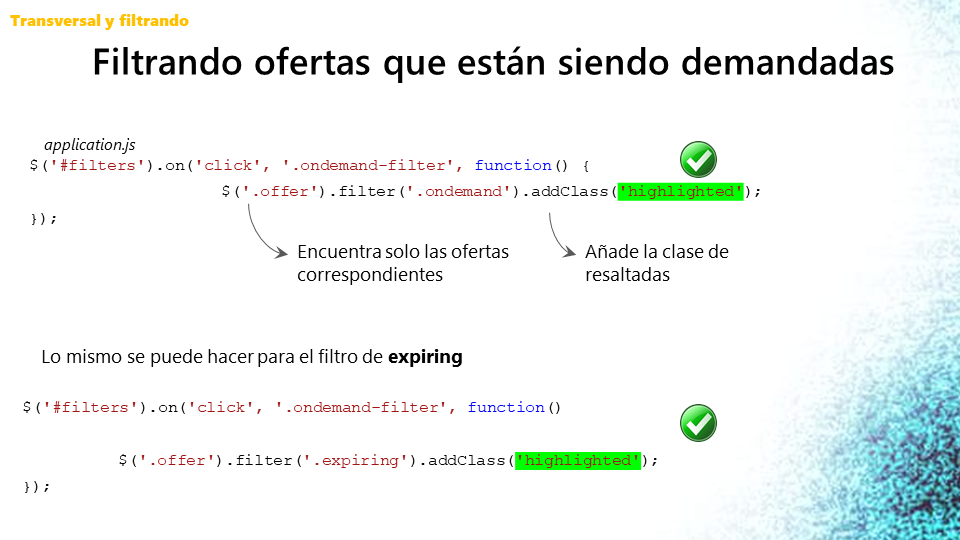 Transversal y filtrando
Filtrando ofertas que están siendo demandadas
application.js
$('#filters').on('click', '.ondemand-filter', function() {
$('.offer').filter('.ondemand').addClass('highlighted');
});
Encuentra solo las ofertas
correspondientes
Añade la clase de
resaltadas
Lo mismo se puede hacer para el filtro de expiring
$('#filters').on('click', '.ondemand-filter', function()
$('.offer').filter('.expiring').addClass('highlighted');
});